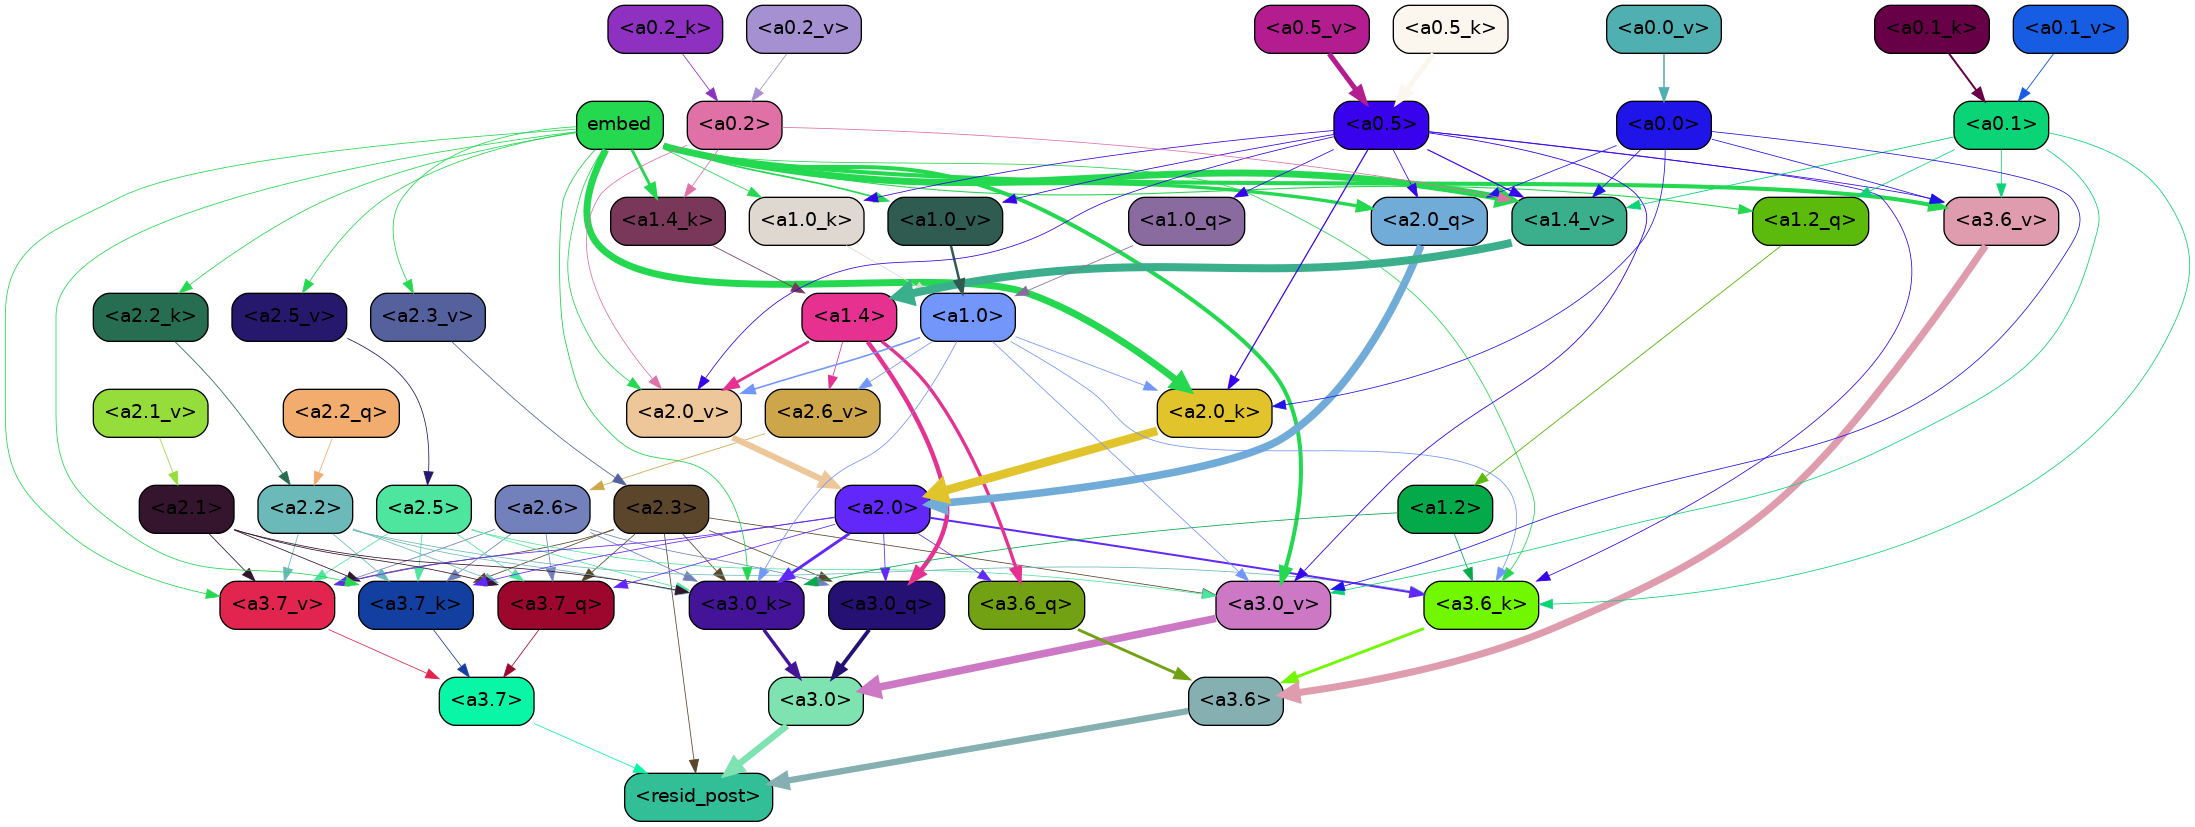 <a0.2_k>
<a0.2_v>
<a0.5_v>
<a0.5_k>
<a0.0_v>
<a0.1_k>
<a0.1_v>
embed
<a0.2>
<a0.5>
<a0.0>
<a0.1>
<a1.4_k>
<a1.0_k>
<a1.0_v>
<a1.0_q>
<a2.0_q>
<a1.4_v>
<a1.2_q>
<a3.6_v>
<a2.2_k>
<a2.5_v>
<a2.3_v>
<a1.4>
<a1.0>
<a2.1_v>
<a2.2_q>
<a2.0_v>
<a2.6_v>
<a2.0_k>
<a2.1>
<a2.2>
<a2.5>
<a2.6>
<a2.3>
<a2.0>
<a1.2>
<a3.7_v>
<a3.7_k>
<a3.7_q>
<a3.0_k>
<a3.0_q>
<a3.6_q>
<a3.0_v>
<a3.6_k>
<a3.7>
<a3.0>
<a3.6>
<resid_post>